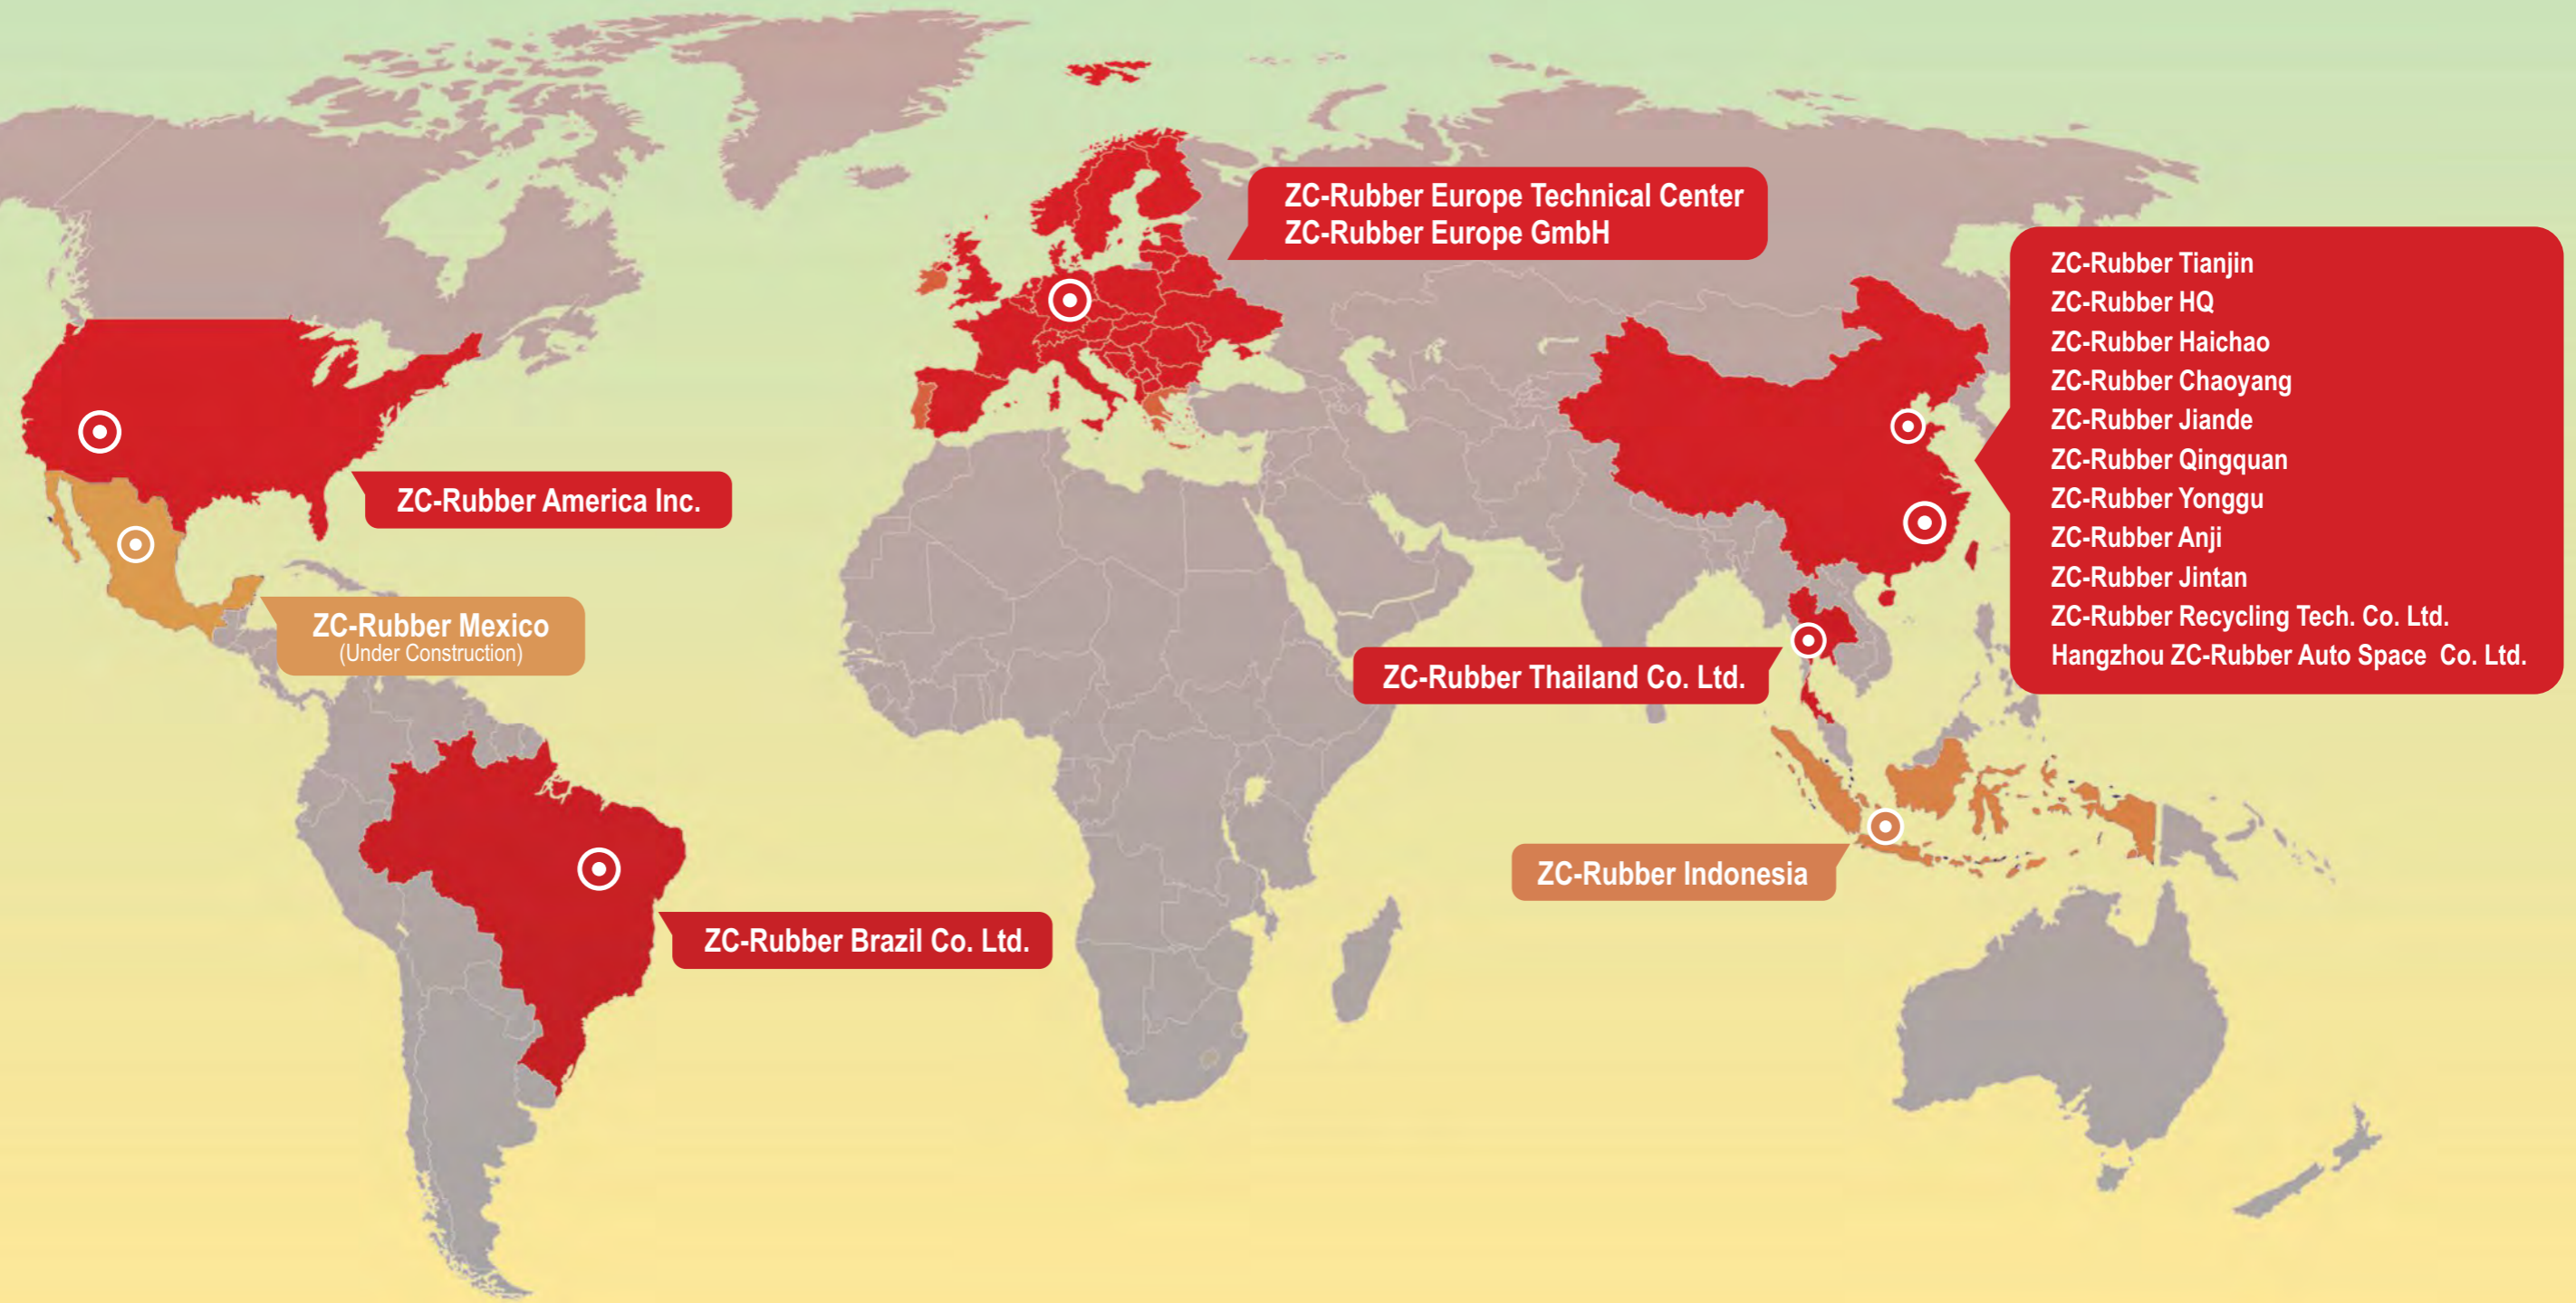 ZC-Rubber Europe Technical Center
ZC-Rubber Europe GmbH
ZC-Rubber Tianjin
ZC-Rubber HQ
ZC-Rubber Haichao
ZC-Rubber Chaoyang
ZC-Rubber Jiande
ZC-Rubber Qingquan
ZC-Rubber Yonggu
ZC-Rubber Anji
ZC-Rubber Jintan
ZC-Rubber Recycling Tech. Co. Ltd.
Hangzhou ZC-Rubber Auto Space Co. Ltd.
ZC-Rubber America Inc.
ZC-Rubber Mexico
(Under Construction)
ZC-Rubber Thailand Co. Ltd.
ZC-Rubber Indonesia
ZC-Rubber Brazil Co. Ltd.